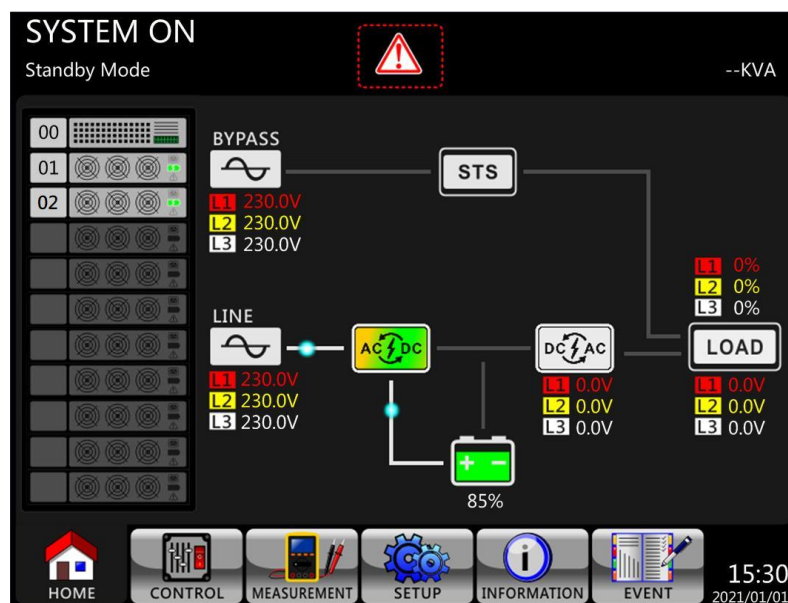 SYSTEM ON
Standby Mode
--KVA
00
01
02
BYPASS
L1 230.0V
L2 230.0V
L3 230.0V
STS
L1 0%
L2 0%
L3 0%
LINE
L1 230.0V
L2 230.0V
L3 230.0V
AC DC
DC AC
L1 0.0V
L2 0.0V
L3 0.0V
LOAD
L1 0.0V
L2 0.0V
L3 0.0V
+ -
85%
HOME
CONTROL
MEASUREMENT
SETUP
INFORMATION
EVENT
15:30
2021/01/01